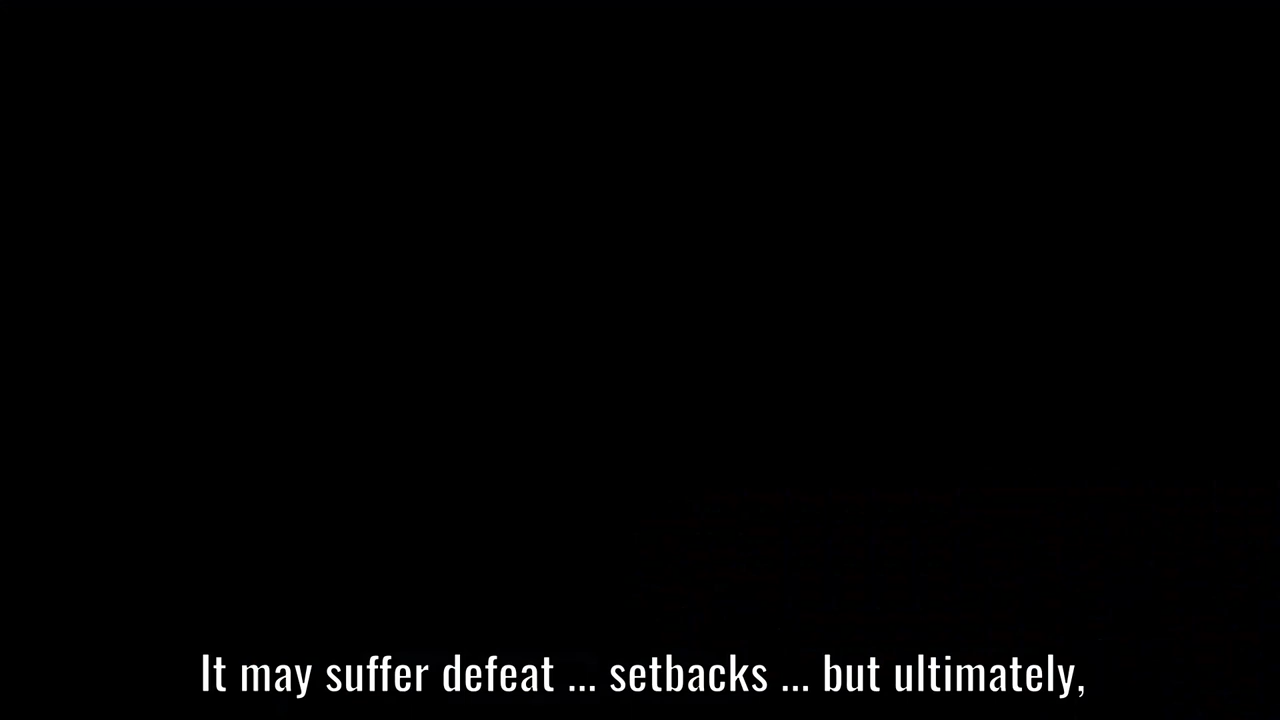 It may suffer defeat ... setbacks ... but ultimately,